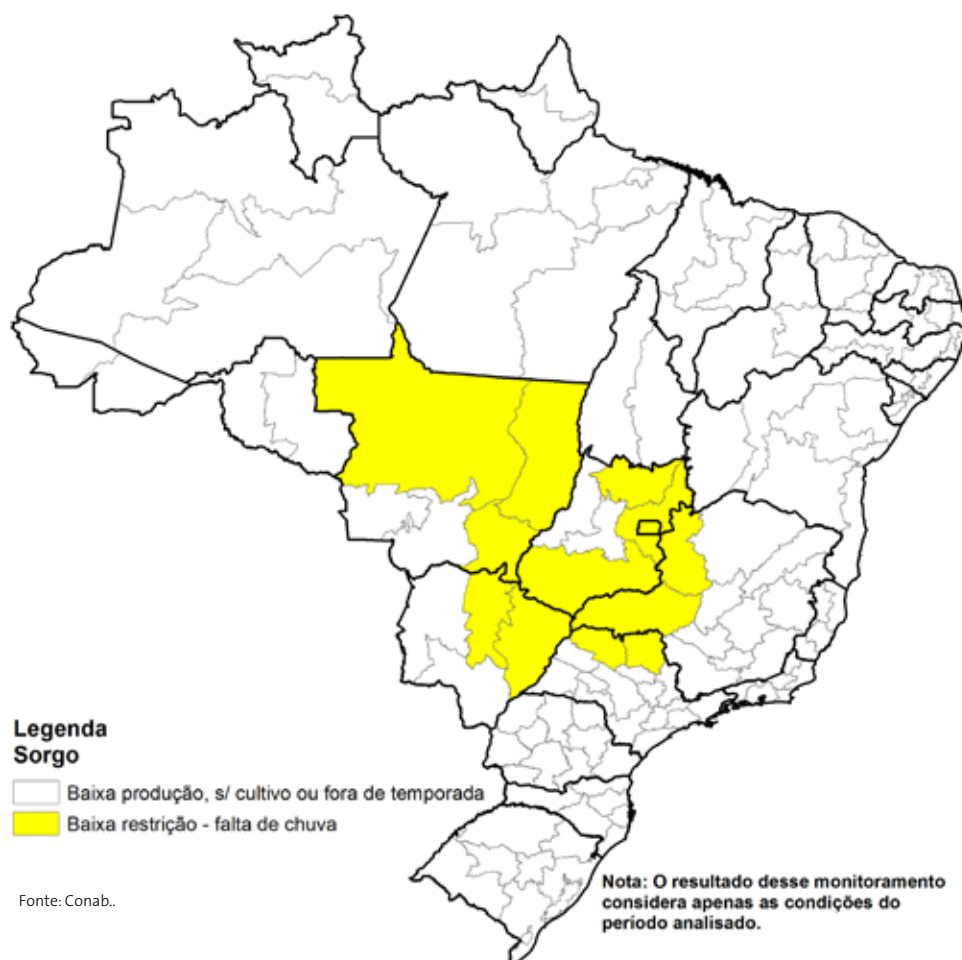 Legenda
Sorgo
Baixa produção, s/ cultivo ou fora de temporada
Baixa restrição - falta de chuva
Fonte: Conab..
Nota: O resultado desse monitoramento
considera apenas as condições do
período analisado.